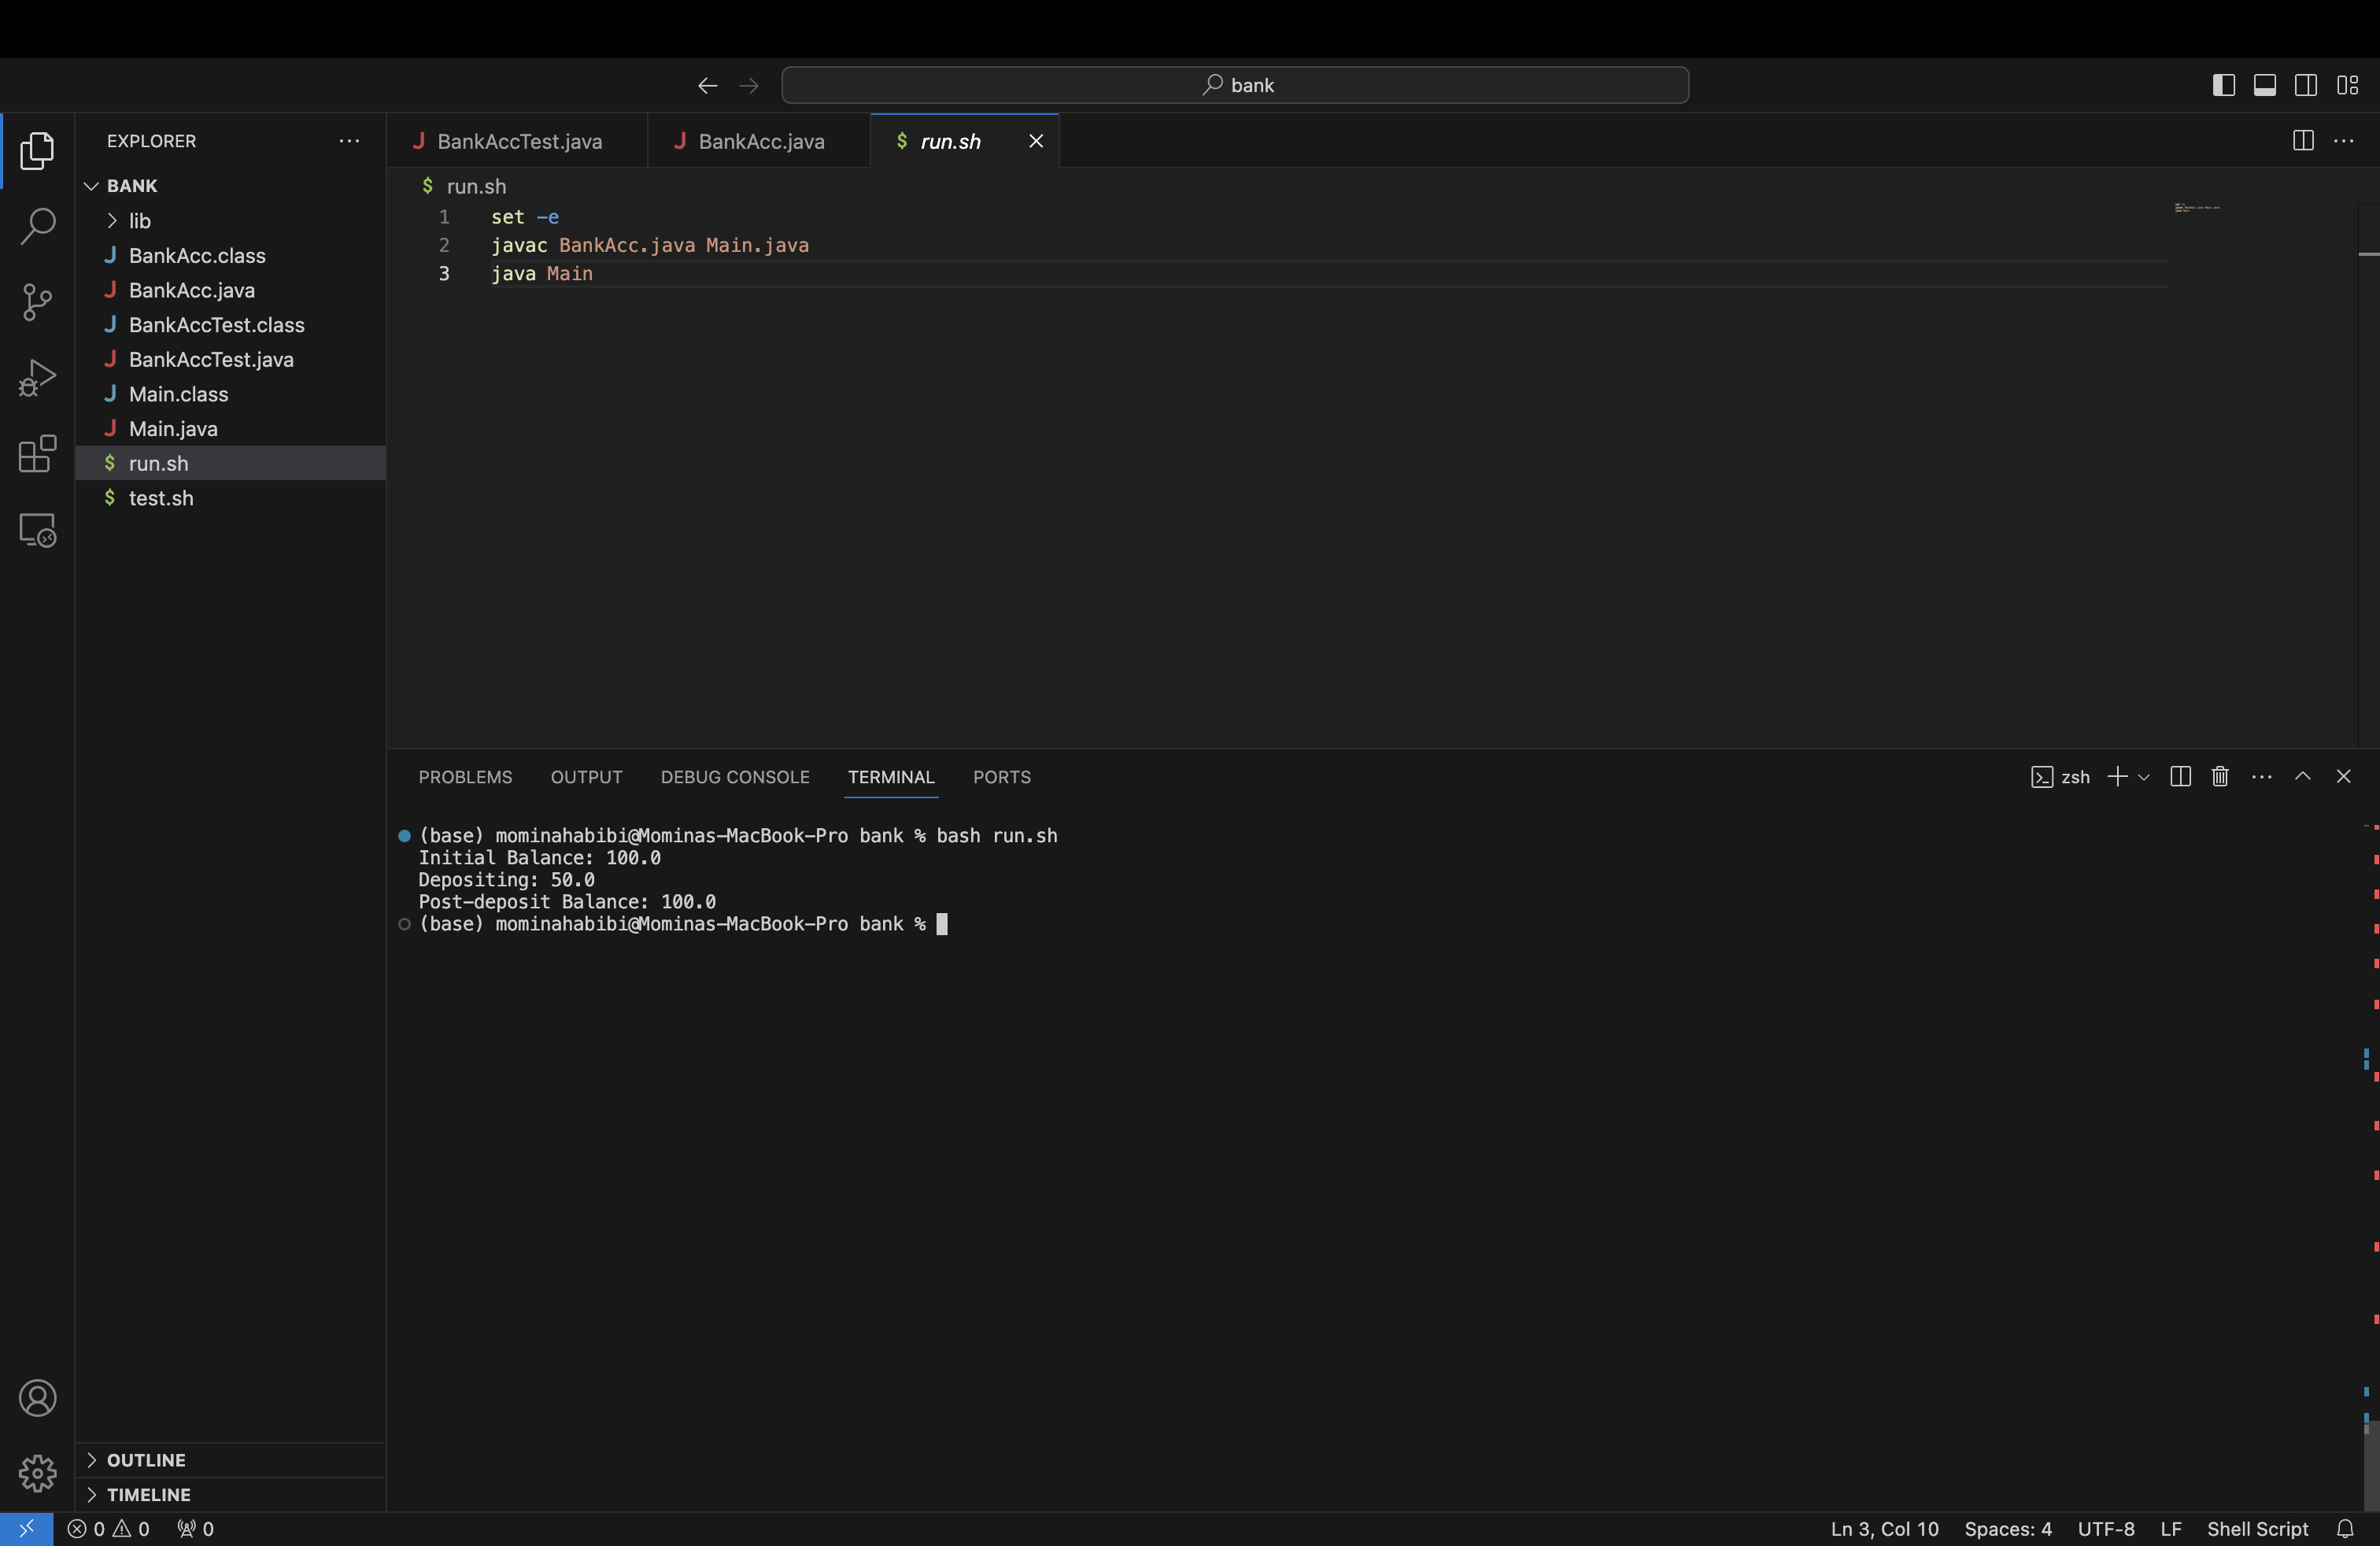 bank
EXPLORER
BANK
lib
BankAcc.class
BankAcc.java
BankAccTest.class
BankAccTest.java
Main.class
Main.java
run.sh
test.sh
OUTLINE
TIMELINE
BankAccTest.java
BankAcc.java
$ run.sh
$ run.sh
1 set -e
2 javac BankAcc.java Main.java
3 java Main
PROBLEMS OUTPUT DEBUG CONSOLE TERMINAL PORTS
zsh
(base) mominahabibi@Mominas-MacBook-Pro bank % bash run.sh
Initial Balance: 100.0
Depositing: 50.0
Post-deposit Balance: 100.0
(base) mominahabibi@Mominas-MacBook-Pro bank %
0 0 0
Ln 3, Col 10 Spaces: 4 UTF-8 LF Shell Script